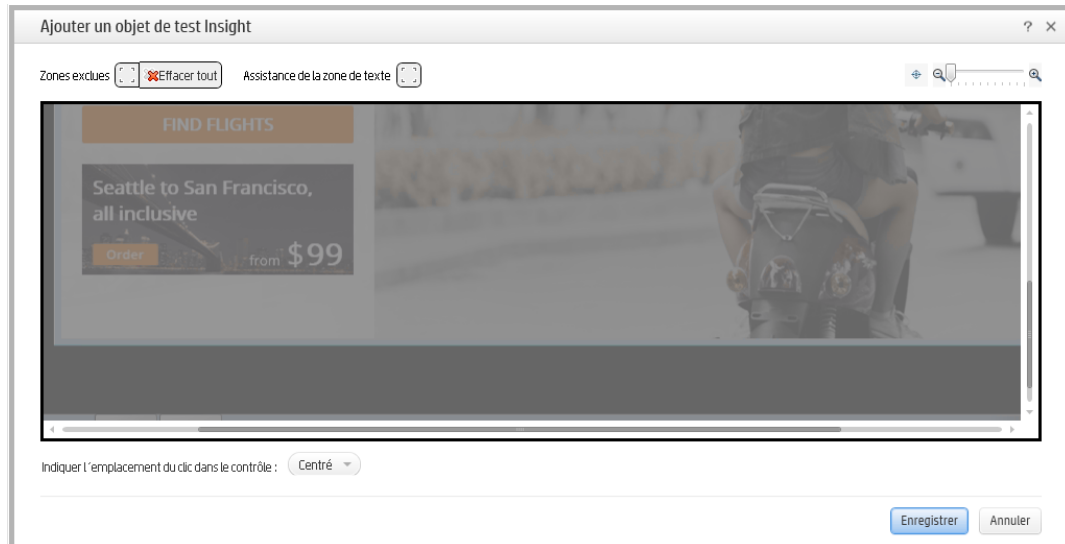 Ajouter un objet de test Insight
Zones exclues Effacer tout Assistance de la zone de texte
FIND FLIGHTS
Seattle to San Francisco,
all inclusive
Order from $99
Indiquer l´emplacement du clic dans le contrôle : Centré
Enregistrer Annuler